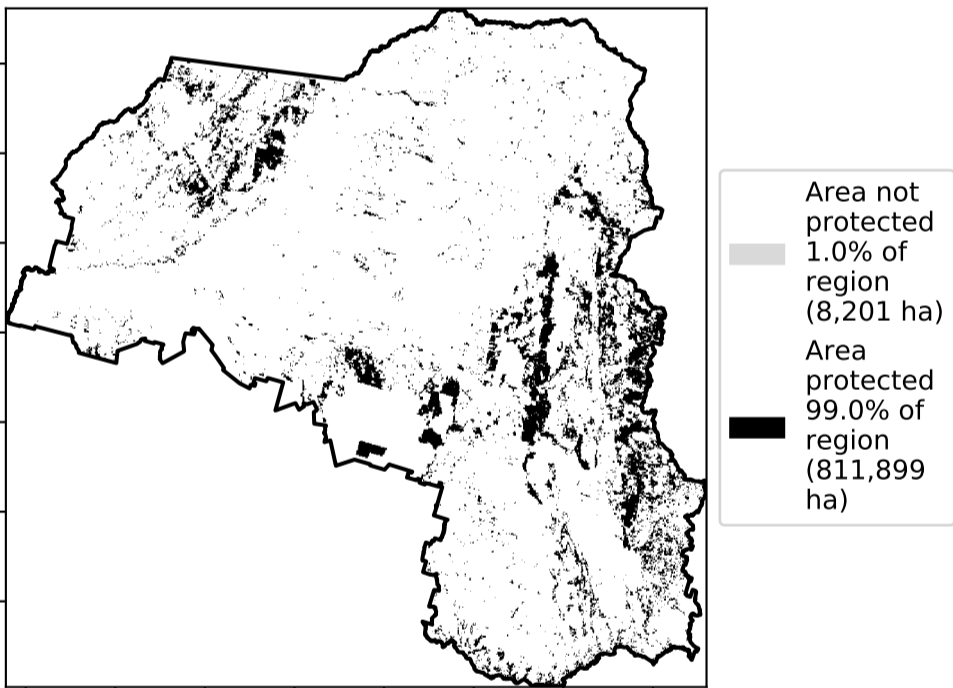 Area not
protected
1.0% of
region
(8,201 ha)
Area
protected
99.0% of
region
(811,899
ha)